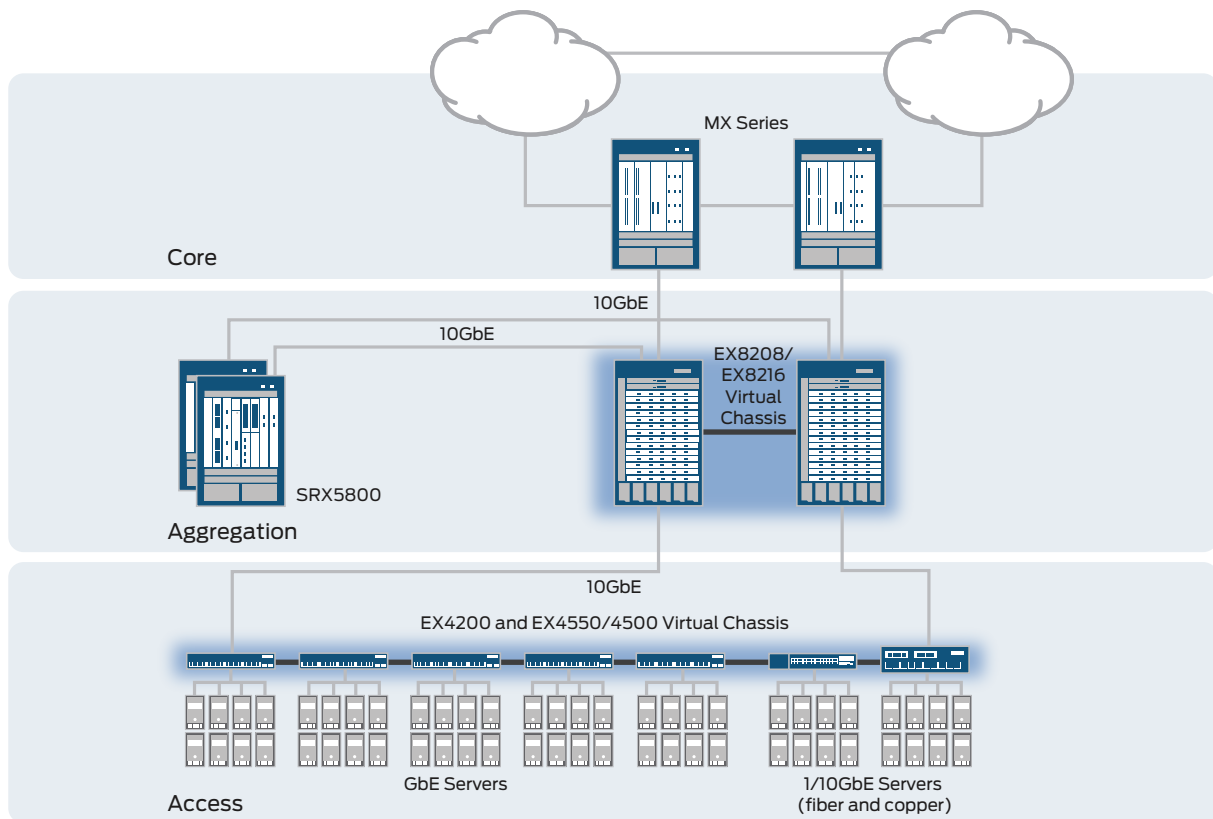 MX Series
Core
10GbE
10GbE
EX8208/
EX8216
Virtual
Chassis
SRX5800
Aggregation
10GbE
EX4200 and EX4550/4500 Virtual Chassis
GbE Servers
1/10GbE Servers
(fiber and copper)
Access